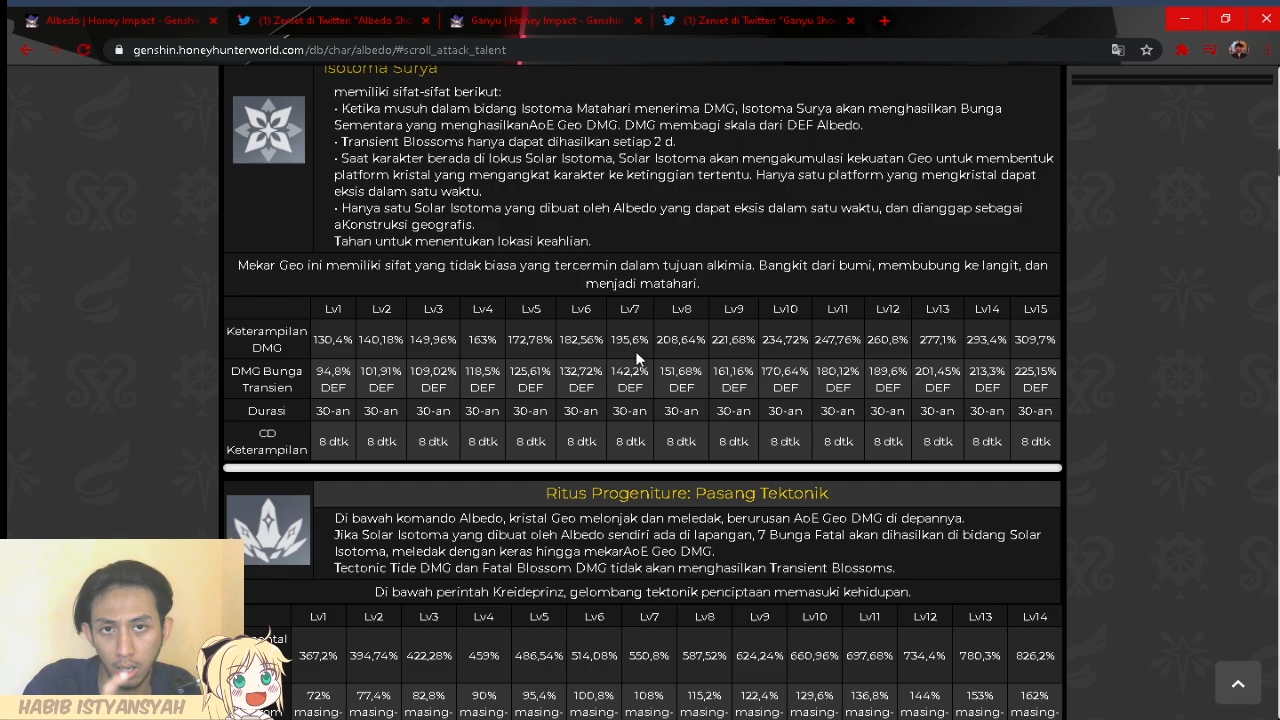 Albedo | Honey Impact - Genshi
(1) Zeniet di Twitter: "Albedo Sho
Ganyu | Honey Impact - Genshin
(1) Zeniet di Twitter: "Ganyu Sho
genshin.honeyhunterworld.com/db/char/albedo/#scroll_attack_talent
Isotoma Surya
memiliki sifat-sifat berikut:
• Ketika musuh dalam bidang Isotoma Matahari menerima DMG, Isotoma Surya akan menghasilkan Bunga
Sementara yang menghasilkanAoE Geo DMG. DMG membagi skala dari DEF Albedo.
• Transient Blossoms hanya dapat dihasilkan setiap 2 d.
• Saat karakter berada di lokus Solar Isotoma, Solar Isotoma akan mengakumulasi kekuatan Geo untuk membentuk
platform kristal yang mengangkat karakter ke ketinggian tertentu. Hanya satu platform yang mengkristal dapat
eksis dalam satu waktu.
• Hanya satu Solar Isotoma yang dibuat oleh Albedo yang dapat eksis dalam satu waktu, dan dianggap sebagai
aKonstruksi geografis.
Tahan untuk menentukan lokasi keahlian.
Mekar Geo ini memiliki sifat yang tidak biasa yang tercermin dalam tujuan alkimia. Bangkit dari bumi, membubung ke langit, dan
menjadi matahari.
Lv1 Lv2 Lv3 Lv4 Lv5 Lv6 Lv7 Lv8 Lv9 Lv10 Lv11 Lv12 Lv13 Lv14 Lv15
Keterampilan DMG 130,4% 140,18% 149,96% 163% 172,78% 182,56% 195,6% 208,64% 221,68% 234,72% 247,76% 260,8% 277,1% 293,4% 309,7%
DMG Bunga 94,8% 101,91% 109,02% 118,5% 125,61% 132,72% 142,2% 151,68% 161,16% 170,64% 180,12% 189,6% 201,45% 213,3% 225,15%
Transien DEF DEF DEF DEF DEF DEF DEF DEF DEF DEF DEF DEF DEF DEF DEF
Durasi 30-an 30-an 30-an 30-an 30-an 30-an 30-an 30-an 30-an 30-an 30-an 30-an 30-an 30-an 30-an
CD Keterampilan 8 dtk 8 dtk 8 dtk 8 dtk 8 dtk 8 dtk 8 dtk 8 dtk 8 dtk 8 dtk 8 dtk 8 dtk 8 dtk 8 dtk 8 dtk
Ritus Progeniture: Pasang Tektonik
Di bawah komando Albedo, kristal Geo melonjak dan meledak, berurusan AoE Geo DMG di depannya.
Jika Solar Isotoma yang dibuat oleh Albedo sendiri ada di lapangan, 7 Bunga Fatal akan dihasilkan di bidang Solar
Isotoma, meledak dengan keras hingga mekarAoE Geo DMG.
Tectonic Tide DMG dan Fatal Blossom DMG tidak akan menghasilkan Transient Blossoms.
Di bawah perintah Kreideprinz, gelombang tektonik penciptaan memasuki kehidupan.
Lv1 Lv2 Lv3 Lv4 Lv5 Lv6 Lv7 Lv8 Lv9 Lv10 Lv11 Lv12 Lv13 Lv14
367,2% 394,74% 422,28% 459% 486,54% 514,08% 550,8% 587,52% 624,24% 660,96% 697,68% 734,4% 780,3% 826,2%
72% 77,4% 82,8% 90% 95,4% 100,8% 108% 115,2% 122,4% 129,6% 136,8% 144% 153% 162%
masing- masing- masing- masing- masing- masing- masing- masing- masing- masing- masing- masing- masing- masing-
HABIB ISTYANSYAH